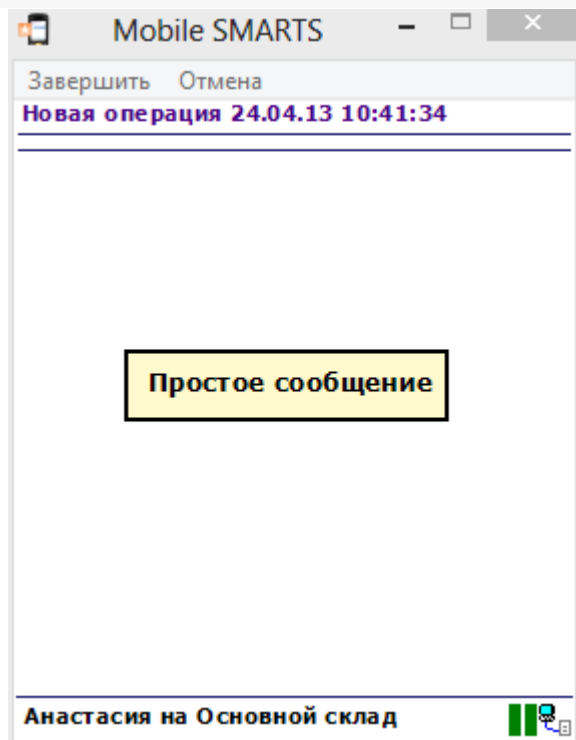 Mobile SMARTS
Завершить Отмена
Новая операция 24.04.13 10:41:34
Простое сообщение
Анастасия на Основной склад